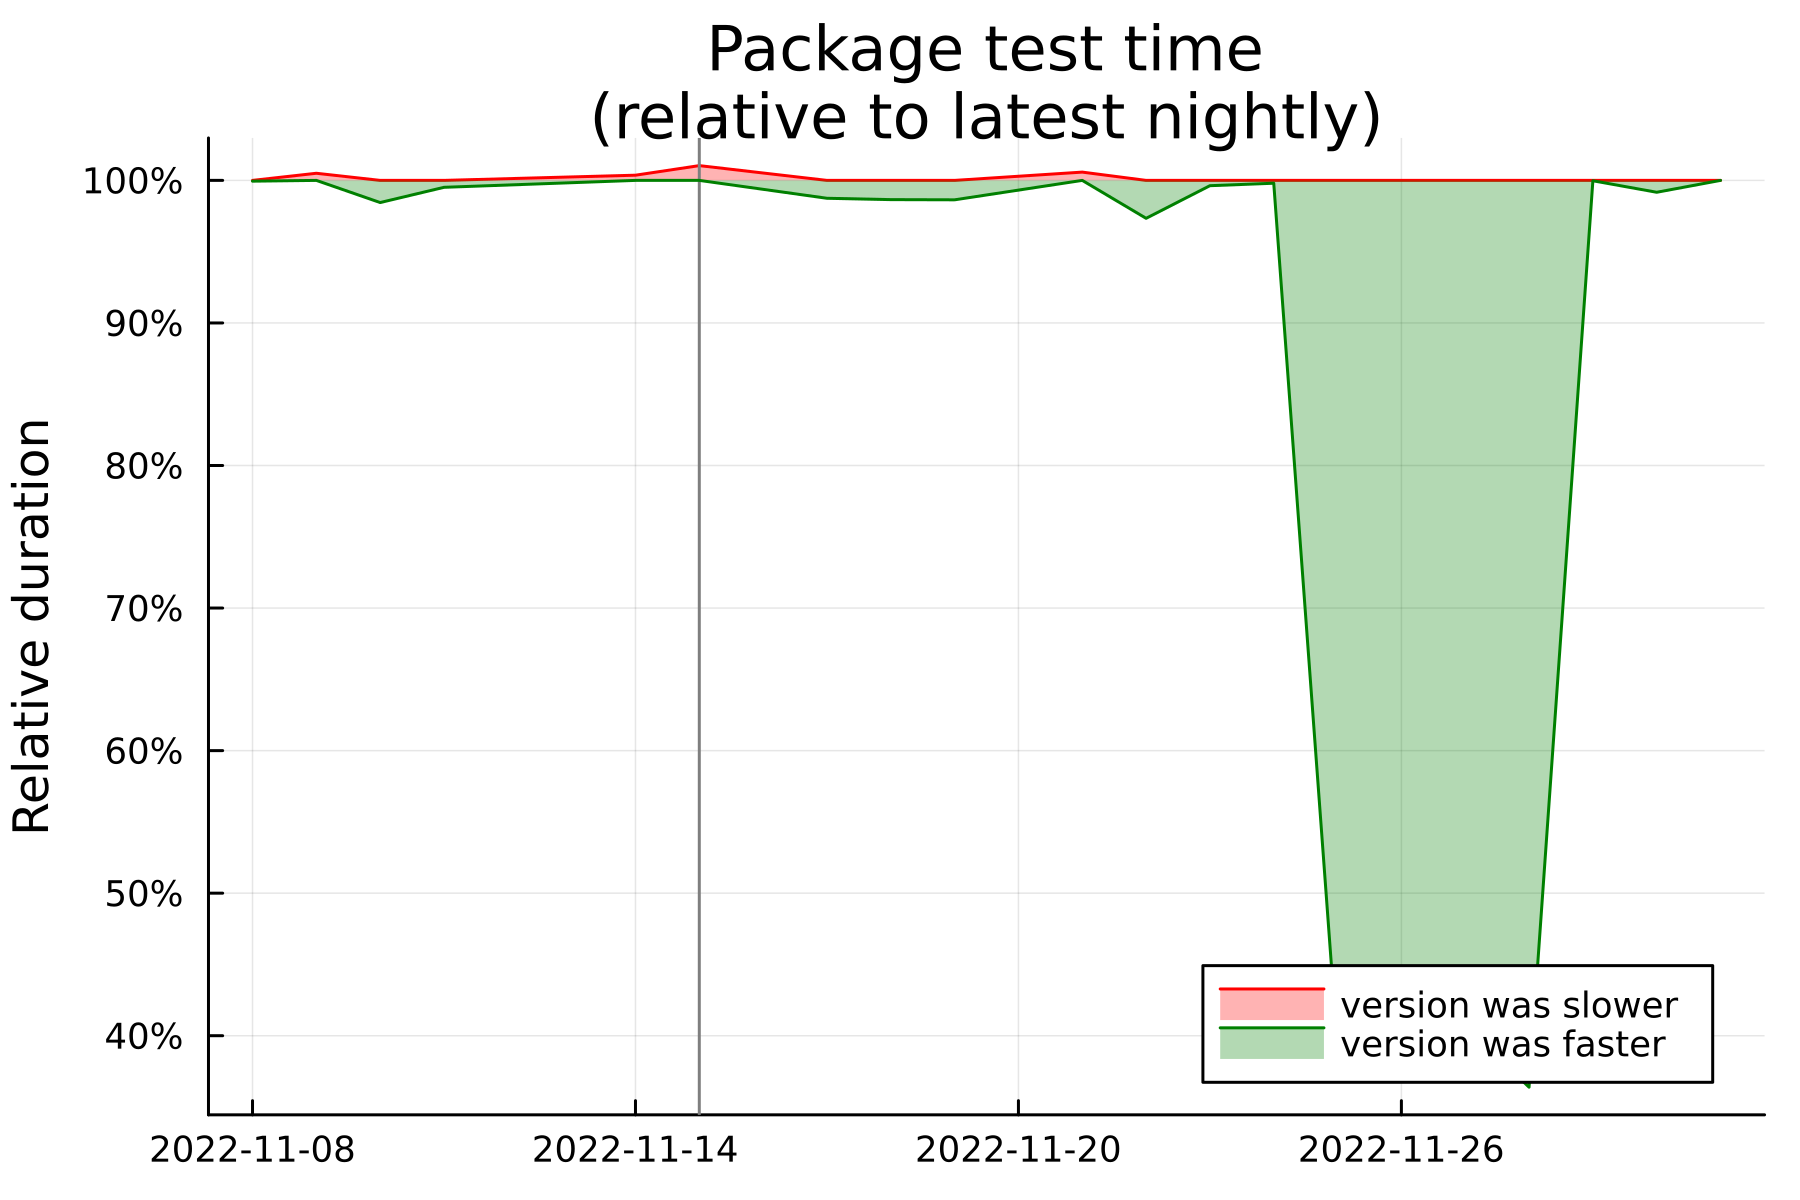 Package test time
(relative to latest nightly)
Relative duration
100%
90%
80%
70%
60%
50%
40%
version was slower
version was faster
2022-11-08
2022-11-14
2022-11-20
2022-11-26